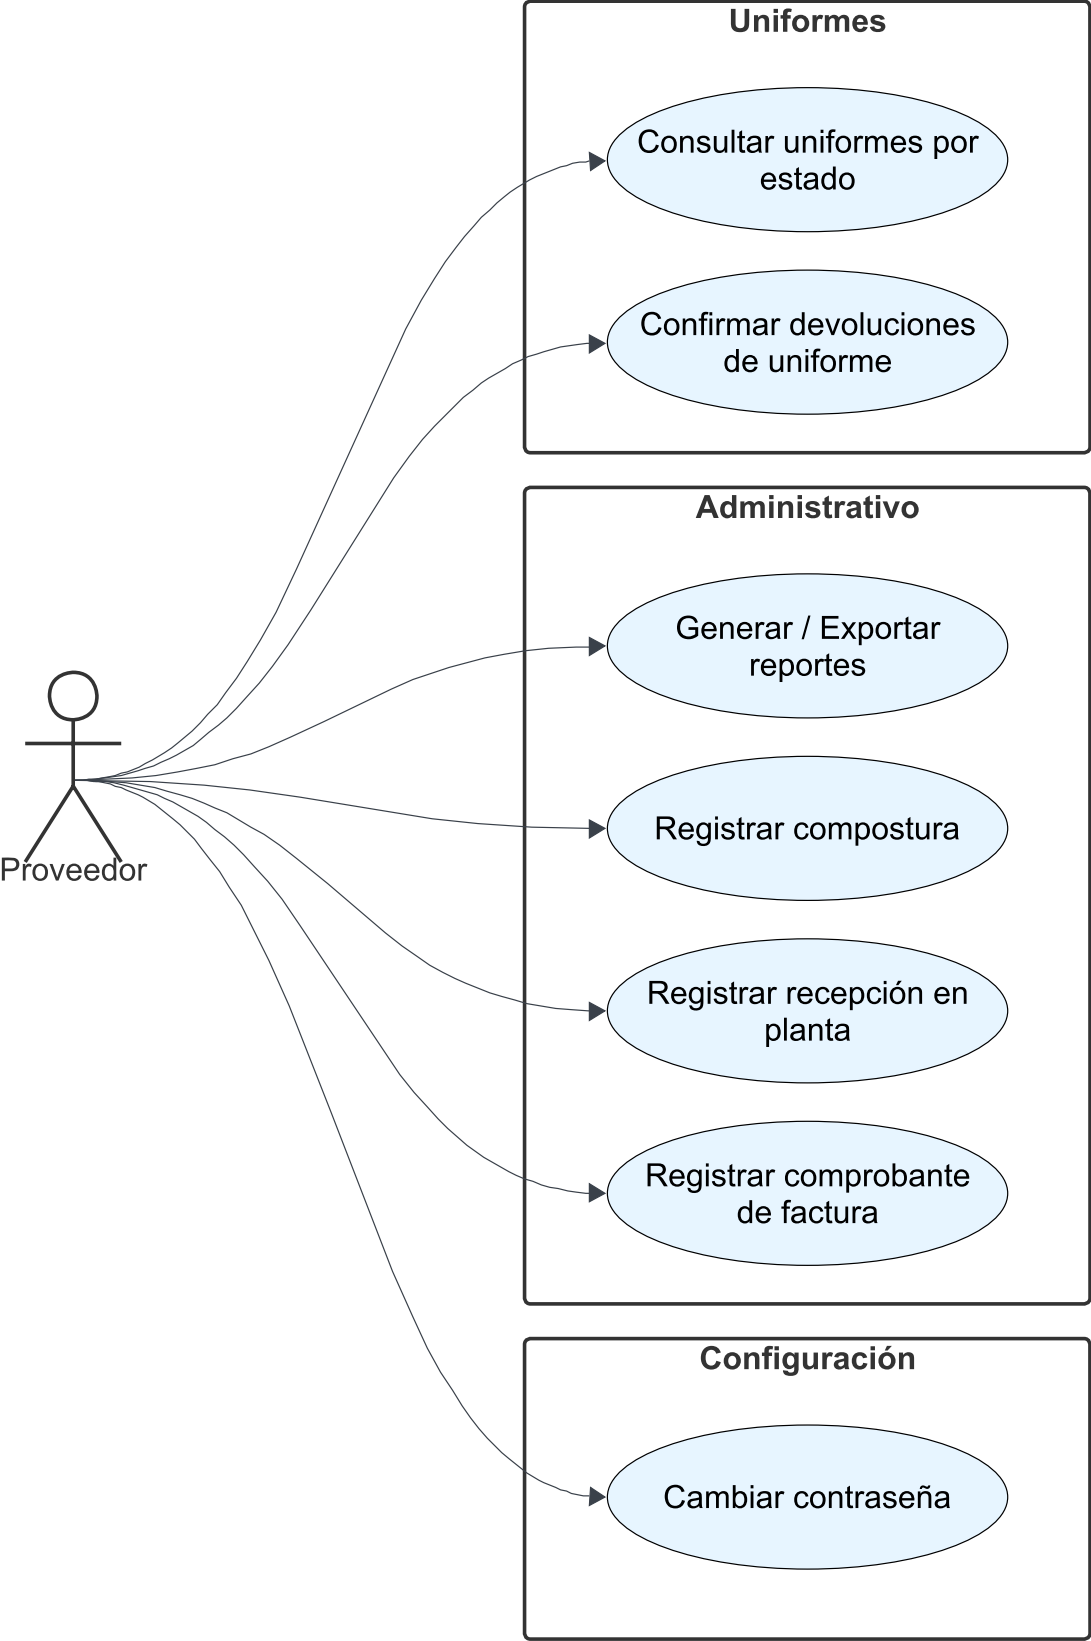 Uniformes
Consultar uniformes por
estado
Confirmar devoluciones
de uniforme
Administrativo
Generar / Exportar
reportes
Registrar compostura
Proveedor
Registrar recepción en
planta
Registrar comprobante
de factura
Configuración
Cambiar contraseña